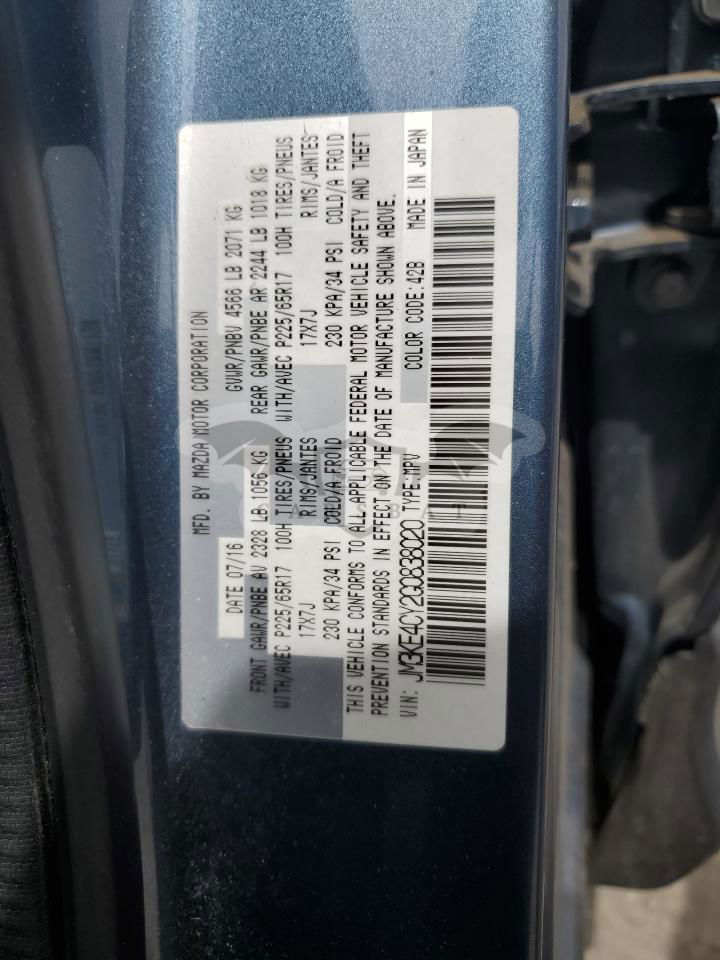 MFD. BY MAZDA MOTOR CORPORATION
DATE 07/16 GVWR/PNBV 4566 LB 2071 KG
FRONT GAWR/PNBE AV 2328 LB 1056 KG REAR GAWR/PNBE AR 2244 LB 1018 KG
WITH/AVEC P225/65R17 100H TIRES/PNEUS WITH/AVEC P225/65R17 100H TIRES/PNEUS
17X7J RIMS/JANTES 17X7J RIMS/JANTES
230 KPA/34 PSI COLD/A FROID 230 KPA/34 PSI COLD/A FROID
THIS VEHICLE CONFORMS TO ALL APPLICABLE FEDERAL MOTOR VEHICLE SAFETY AND THEFT
PREVENTION STANDARDS IN EFFECT ON THE DATE OF MANUFACTURE SHOWN ABOVE.
VIN: JM3KE4CY2G0838020 TYPE:MPV COLOR CODE:42B MADE IN JAPAN